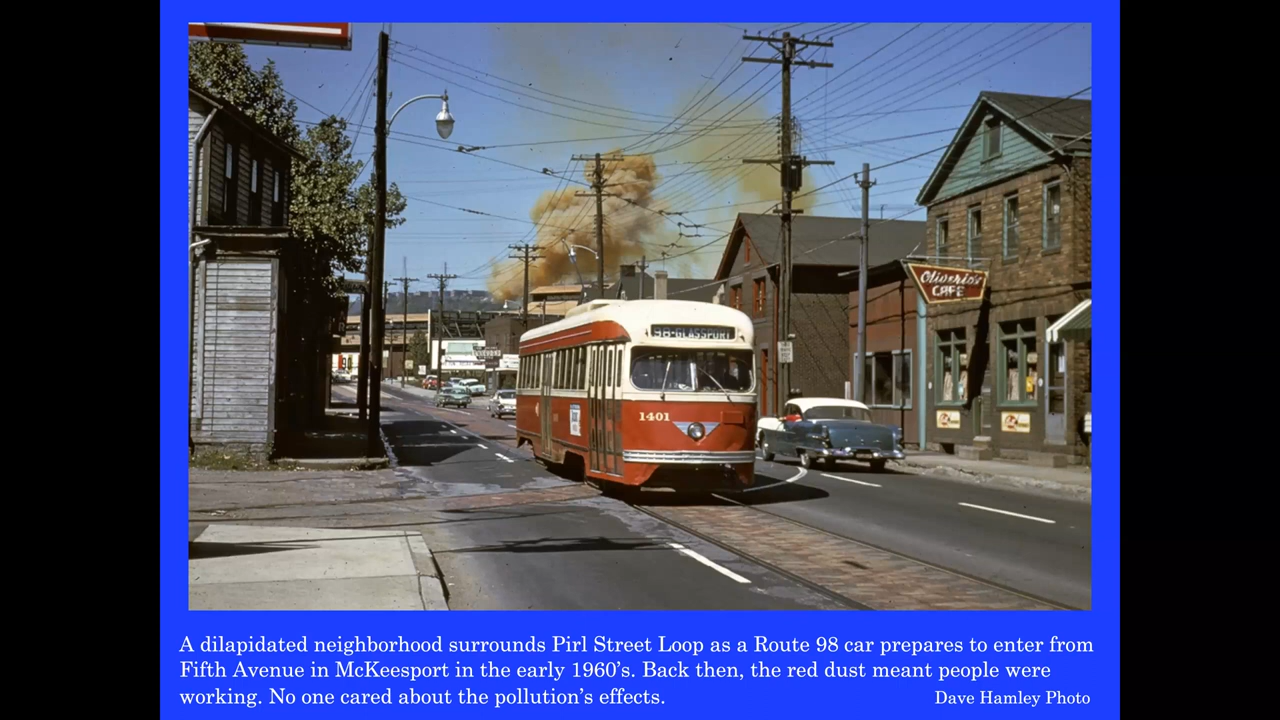 98-GLASSPORT
Oliverio's
CAFE
1401
A dilapidated neighborhood surrounds Pirl Street Loop as a Route 98 car prepares to enter from
Fifth Avenue in McKeesport in the early 1960's. Back then, the red dust meant people were
working. No one cared about the pollution's effects.
Dave Hamley Photo